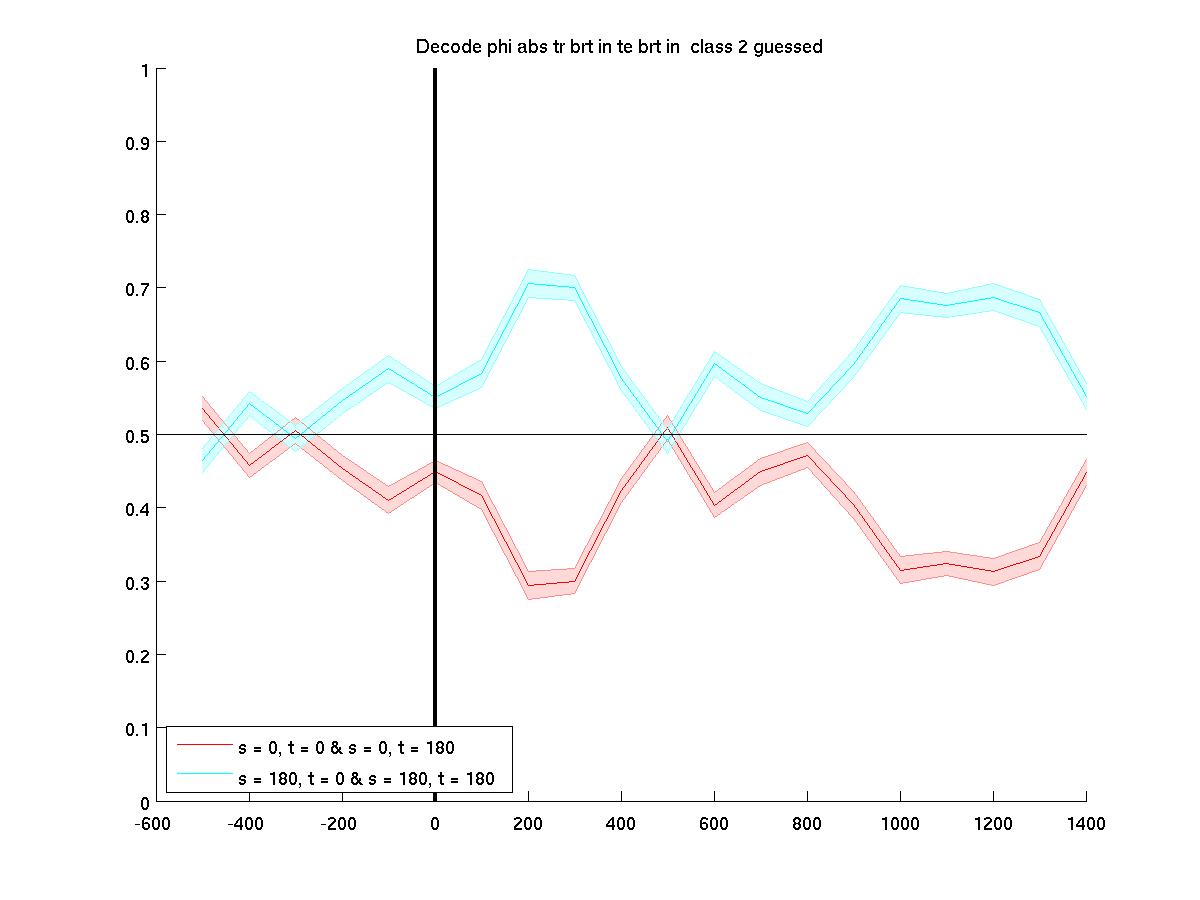 Decode phi abs tr brt in te brt in  class 2 guessed
1
0.9
0.8
0.7
0.6
0.5
0.4
0.3
0.2
0.1
0
s = 0, t = 0 & s = 0, t = 180
s = 180, t = 0 & s = 180, t = 180
-600 -400 -200 0 200 400 600 800 1000 1200 1400